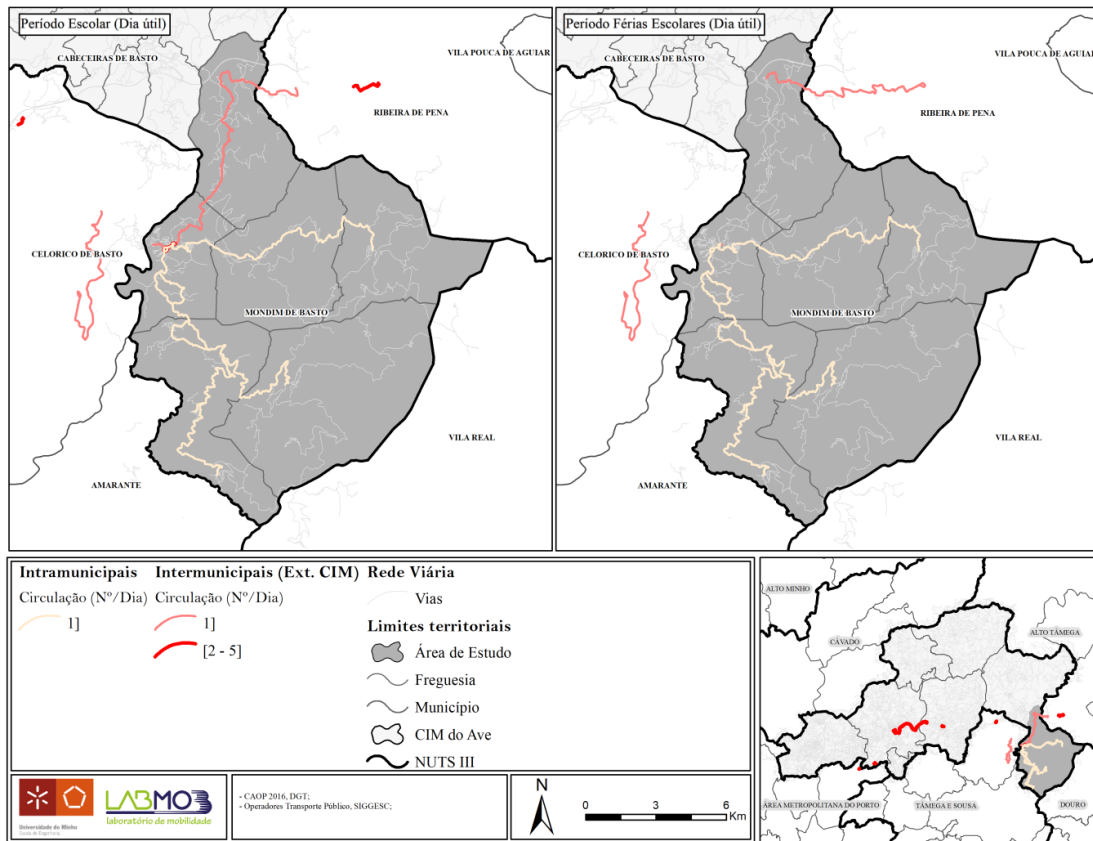 Período Escolar (Dia útil)
CABECEIRAS DE BASTO
VILA POUCA DE AGUIAR
RIBEIRA DE PENA
CELORICO DE BASTO
MONDIM DE BASTO
VILA REAL
AMARANTE
Período Férias Escolares (Dia útil)
CABECEIRAS DE BASTO
VILA POUCA DE AGUIAR
RIBEIRA DE PENA
CELORICO DE BASTO
MONDIM DE BASTO
VILA REAL
AMARANTE
Intramunicipais
Circulação (Nº/Dia)
1]
Intermunicipais (Ext. CIM)
Circulação (Nº/Dia)
1]
[2 - 5]
Rede Viária
Vias
Limites territoriais
Área de Estudo
Freguesia
Município
CIM do Ave
NUTS III
ALTO MINHO
CÁVADO
ALTO TÂMEGA
ÁREA METROPOLITANA DO PORTO
TÂMEGA E SOUSA
DOURO
Universidade do Minho
Escola de Engenharia
LABMO3
laboratório de mobilidade
- CAOP 2016, DGT;
- Operadores Transporte Público, SIGGESC;
N
0 3 6
Km